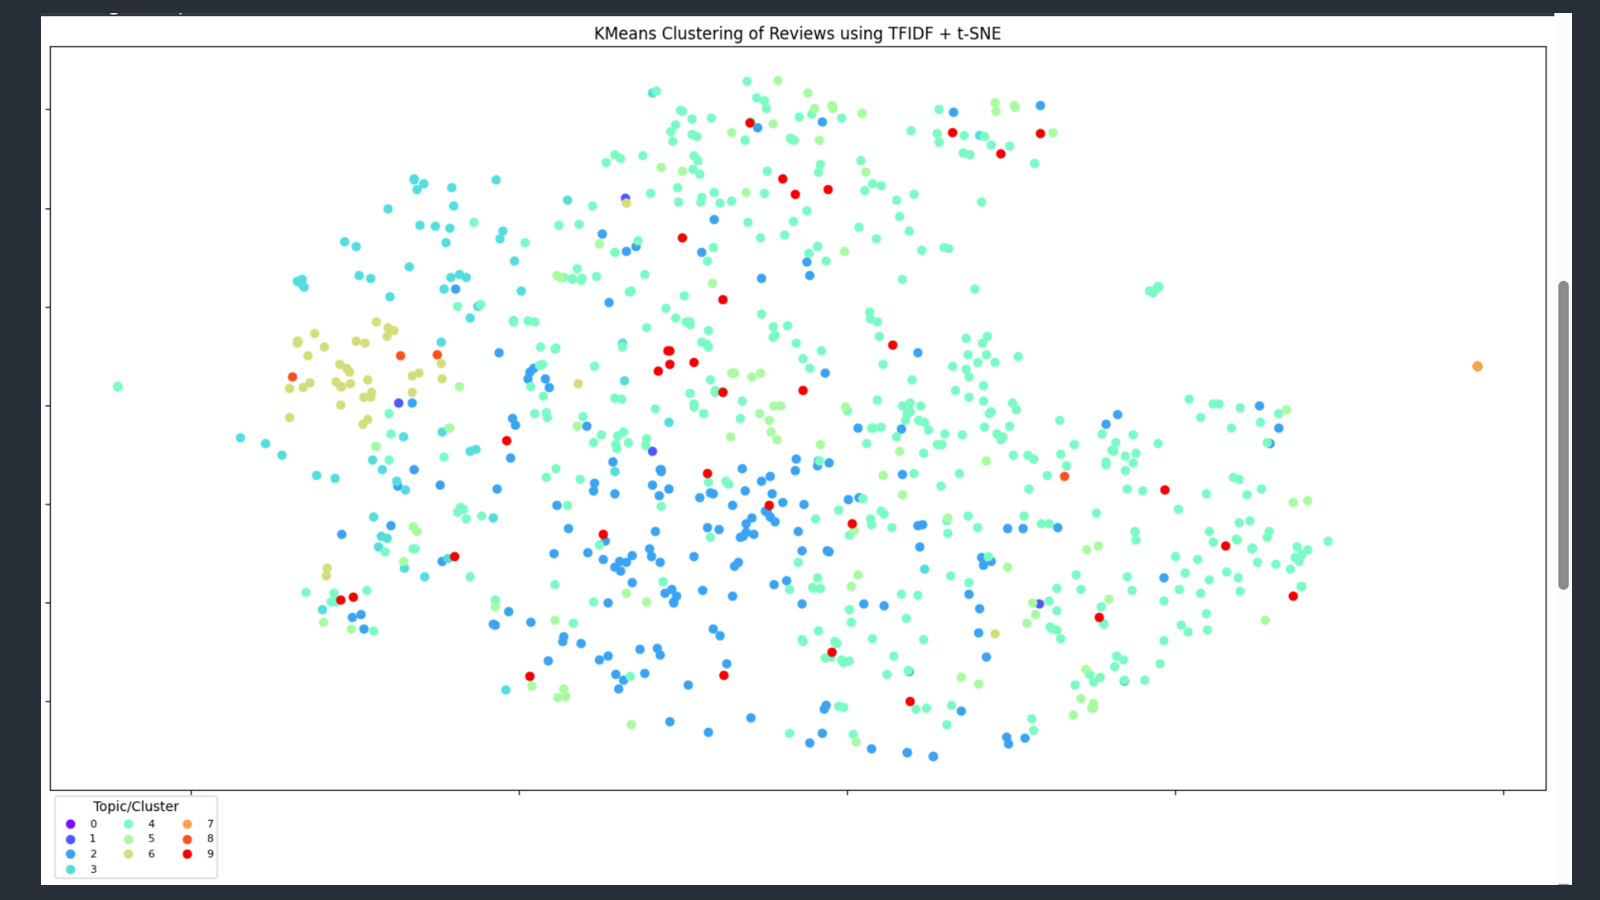 KMeans Clustering of Reviews using TFIDF + t-SNE
Topic/Cluster
0 4 7
1 5 8
2 6 9
3